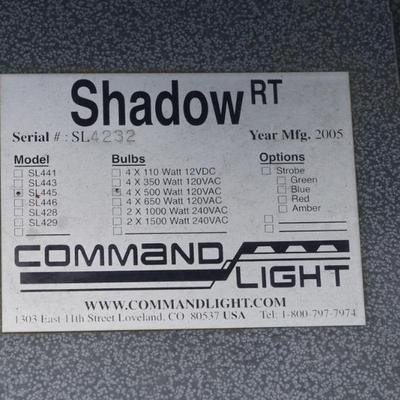 Shadow RT
Serial # : SL4232 Year Mfg. 2005
Model Bulbs Options
SL441 4 X 110 Watt 12VDC Strobe
SL443 4 X 350 Watt 120VAC Green
SL445 4 X 500 Watt 120VAC Blue
SL446 4 X 650 Watt 120VAC Red
SL428 2 X 1000 Watt 240VAC Amber
SL429 2 X 1500 Watt 240VAC
COMMAND
LIGHT
WWW.COMMANDLIGHT.COM
1303 East 11th Street Loveland, CO 80537 USA Tel: 1-800-797-7974